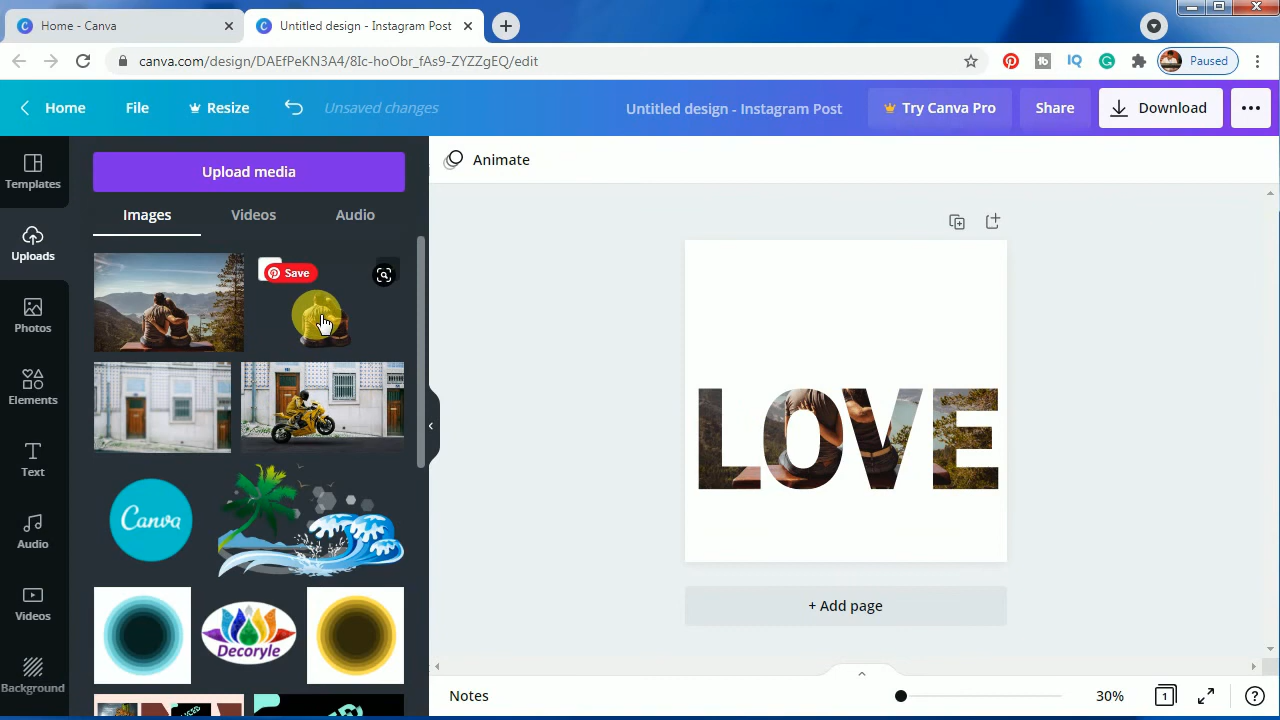 Home - Canva
Untitled design - Instagram Post
canva.com/design/DAEfPeKN3A4/8Ic-hoObr_fAs9-ZYZZgEQ/edit
Paused
Home
File
Resize
Unsaved changes
Untitled design - Instagram Post
Try Canva Pro
Share
Download
Templates
Uploads
Photos
Elements
Text
Audio
Videos
Background
Upload media
Images
Videos
Audio
Save
Canva
Decoryle
Animate
LOVE
+ Add page
Notes
30%
1